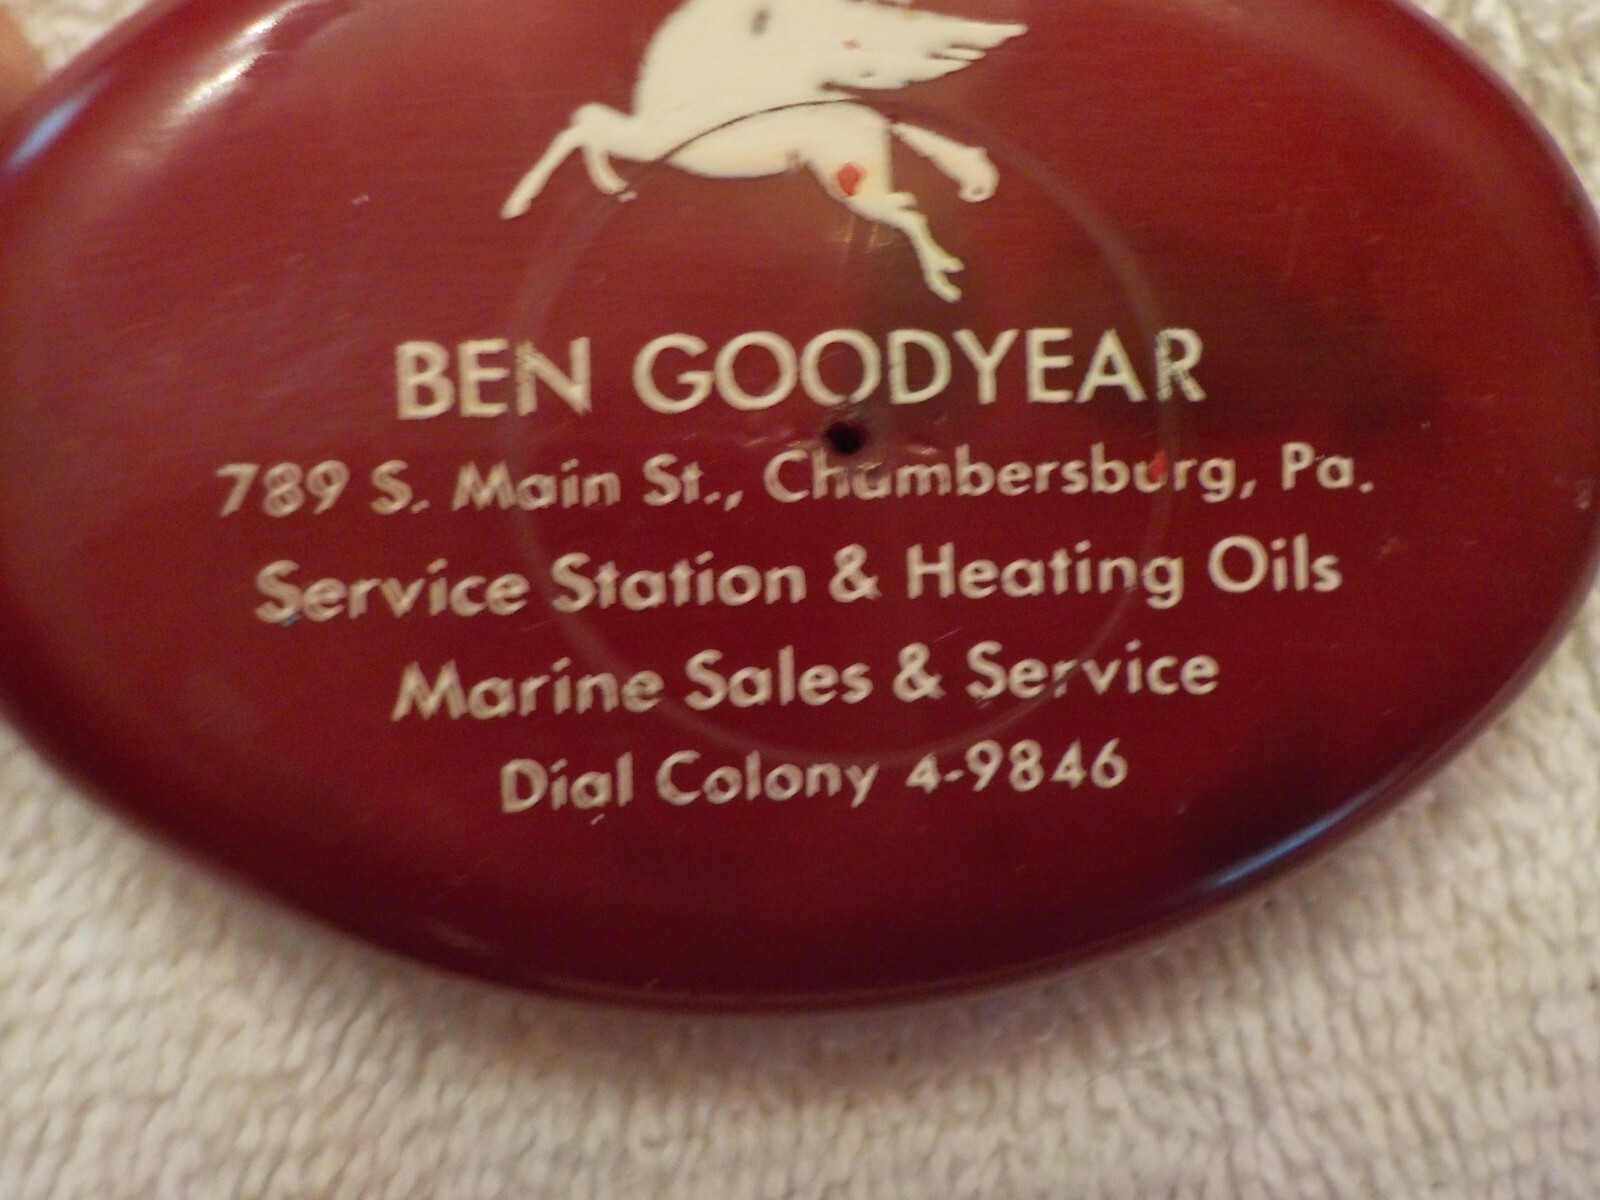 BEN GOODYEAR
789 S. Main St., Chambersburg, Pa.
Service Station & Heating Oils
Marine Sales & Service
Dial Colony 4-9846